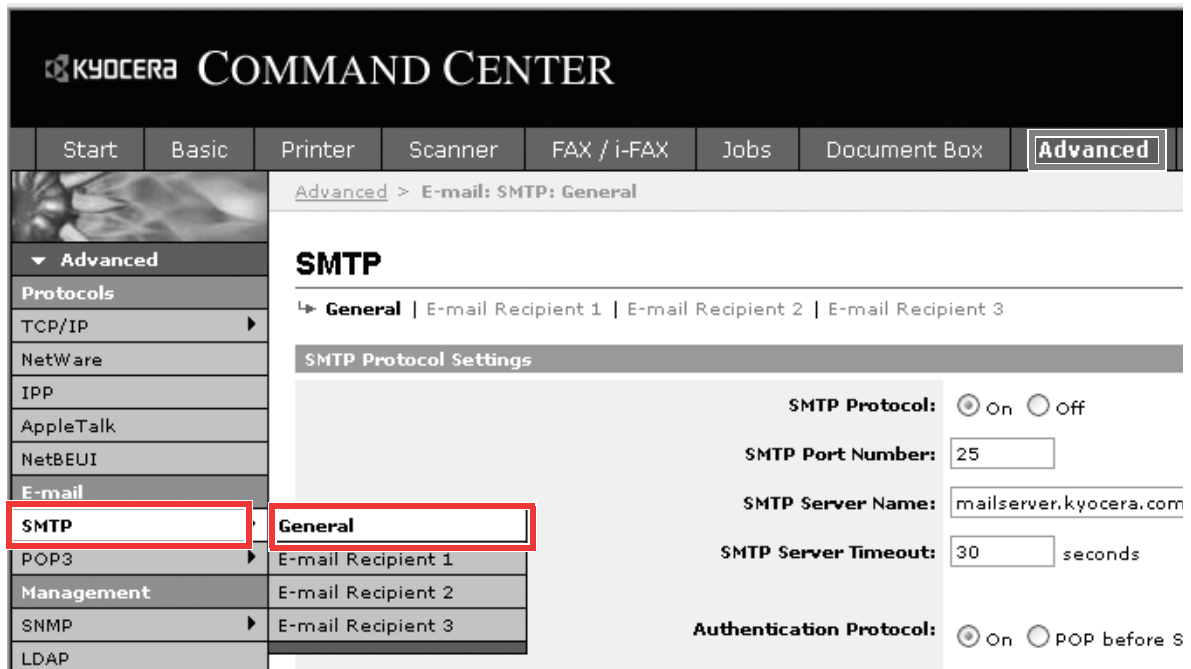 KYOCERA COMMAND CENTER
Start Basic Printer Scanner FAX / i-FAX Jobs Document Box Advanced
Advanced > E-mail: SMTP: General
Advanced
SMTP
Protocols
General | E-mail Recipient 1 | E-mail Recipient 2 | E-mail Recipient 3
TCP/IP
NetWare
SMTP Protocol Settings
IPP
AppleTalk
NetBEUI
E-mail
SMTP
General
POP3
E-mail Recipient 1
Management
E-mail Recipient 2
SNMP
E-mail Recipient 3
LDAP
SMTP Protocol: On Off
SMTP Port Number: 25
SMTP Server Name: mailserver.kyocera.com
SMTP Server Timeout: 30 seconds
Authentication Protocol: On POP before S